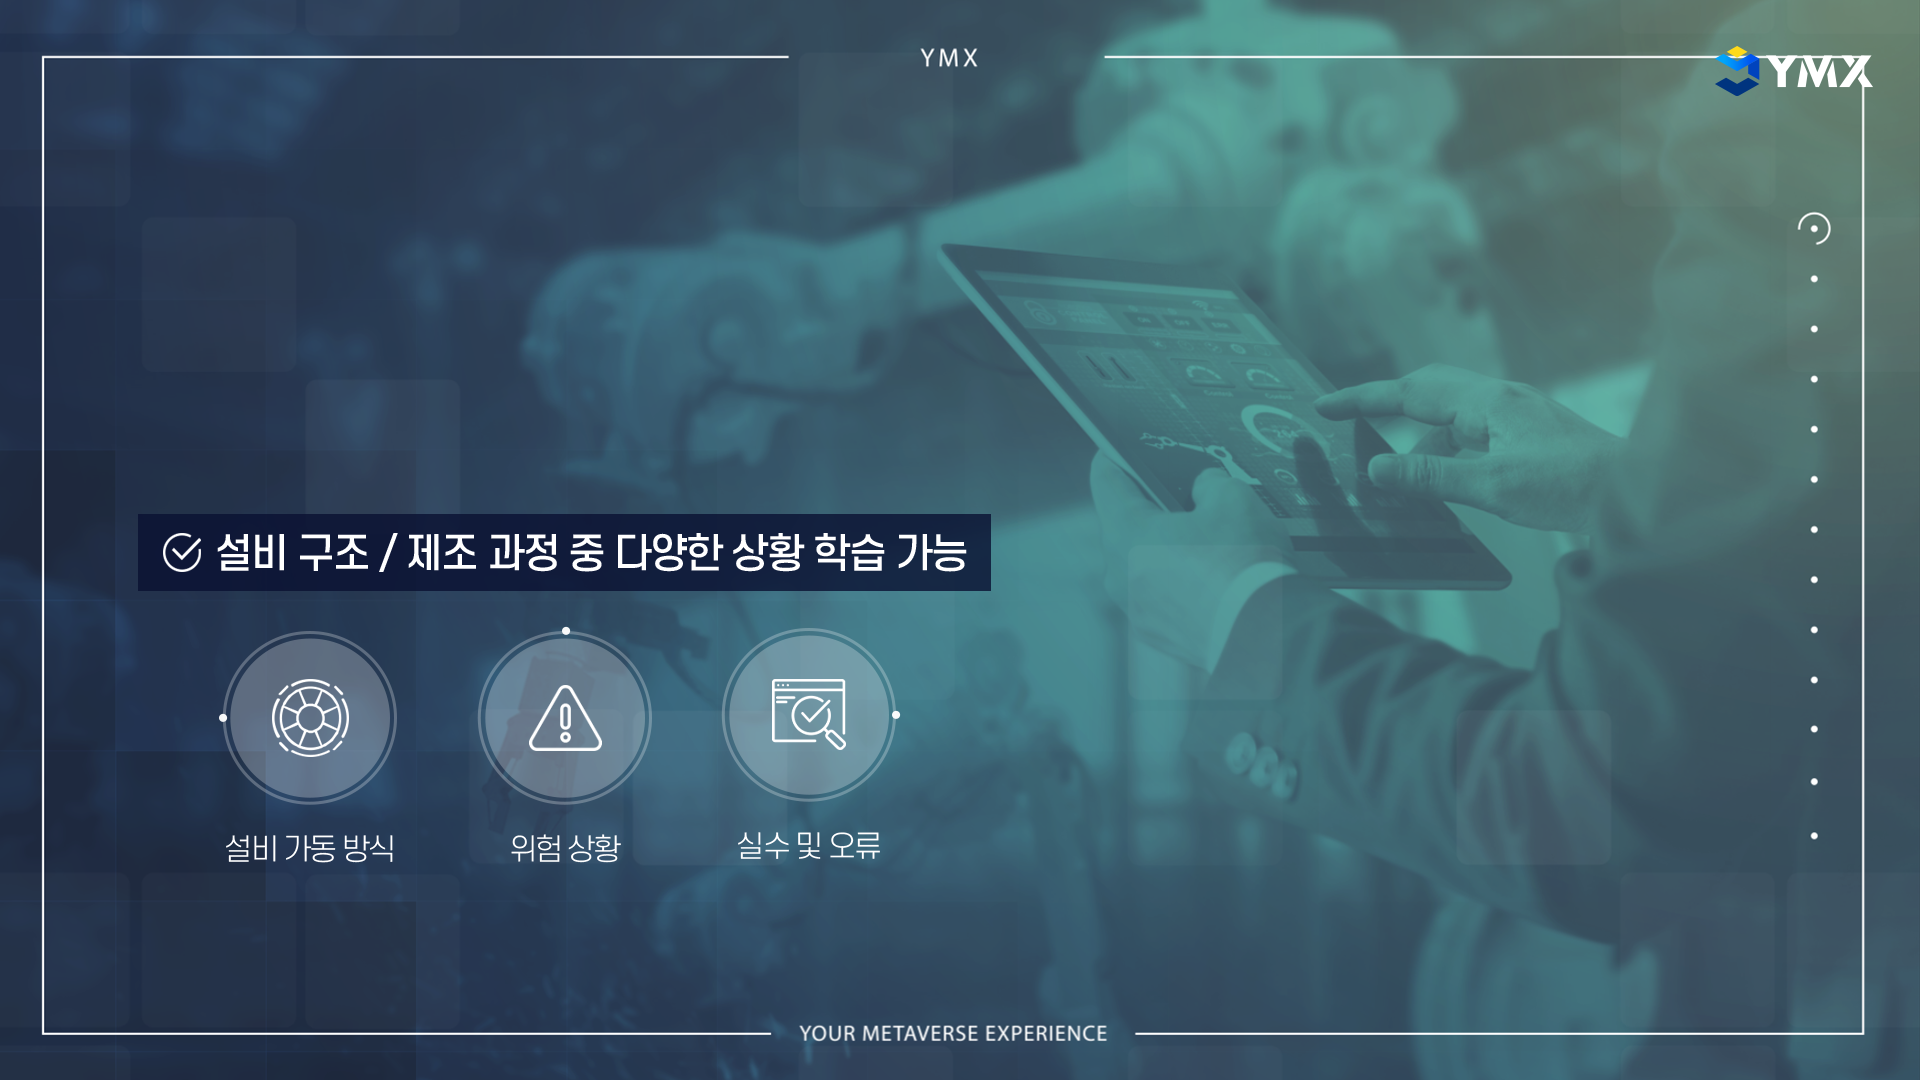 YMX
YMX
설비 구조 / 제조 과정 중 다양한 상황 학습 가능
설비 가동 방식
위험 상황
실수 및 오류
YOUR METAVERSE EXPERIENCE